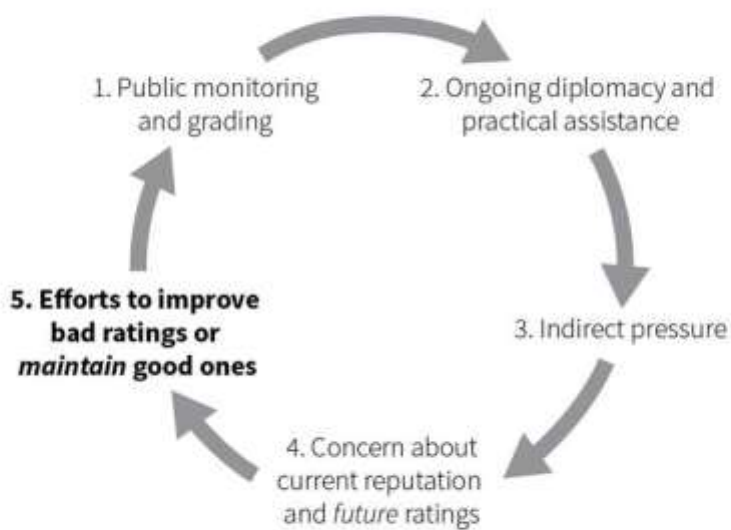 1. Public monitoring
and grading
2. Ongoing diplomacy and
practical assistance
3. Indirect pressure
4. Concern about
current reputation
and future ratings
5. Efforts to improve
bad ratings or
maintain good ones